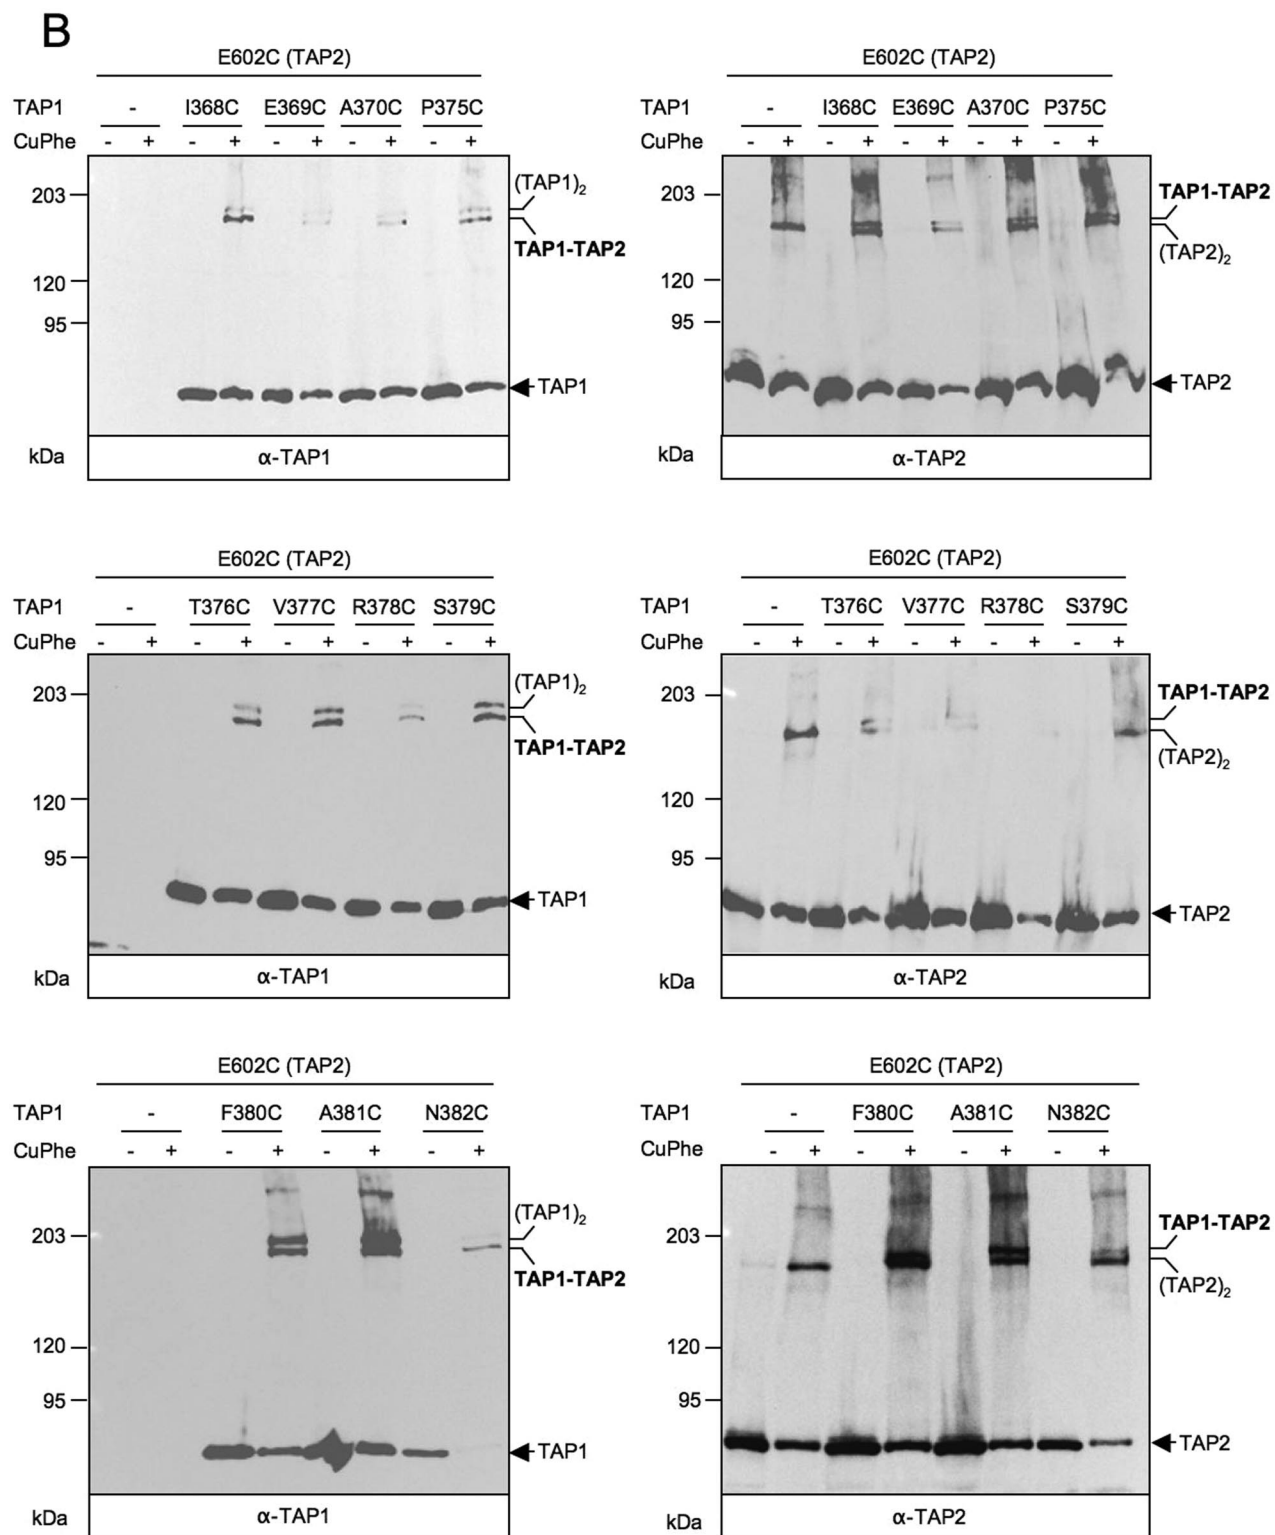 B
E602C (TAP2)
TAP1 - I368C E369C A370C P375C
CuPhe - + - + - + - + - +
203
120
95
kDa
(TAP1)2
TAP1-TAP2
TAP1
α-TAP1
E602C (TAP2)
TAP1 - I368C E369C A370C P375C
CuPhe - + - + - + - + - +
203
120
95
kDa
TAP1-TAP2
(TAP2)2
TAP2
α-TAP2
E602C (TAP2)
TAP1 - T376C V377C R378C S379C
CuPhe - + - + - + - + - +
203
120
95
kDa
(TAP1)2
TAP1-TAP2
TAP1
α-TAP1
E602C (TAP2)
TAP1 - T376C V377C R378C S379C
CuPhe - + - + - + - + - +
203
120
95
kDa
TAP1-TAP2
(TAP2)2
TAP2
α-TAP2
E602C (TAP2)
TAP1 - F380C A381C N382C
CuPhe - + - + - + - +
203
120
95
kDa
(TAP1)2
TAP1-TAP2
TAP1
α-TAP1
E602C (TAP2)
TAP1 - F380C A381C N382C
CuPhe - + - + - + - +
203
120
95
kDa
TAP1-TAP2
(TAP2)2
TAP2
α-TAP2